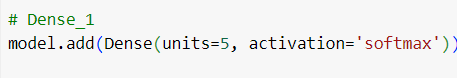 # Dense_1
model.add(Dense(units=5, activation='softmax'))